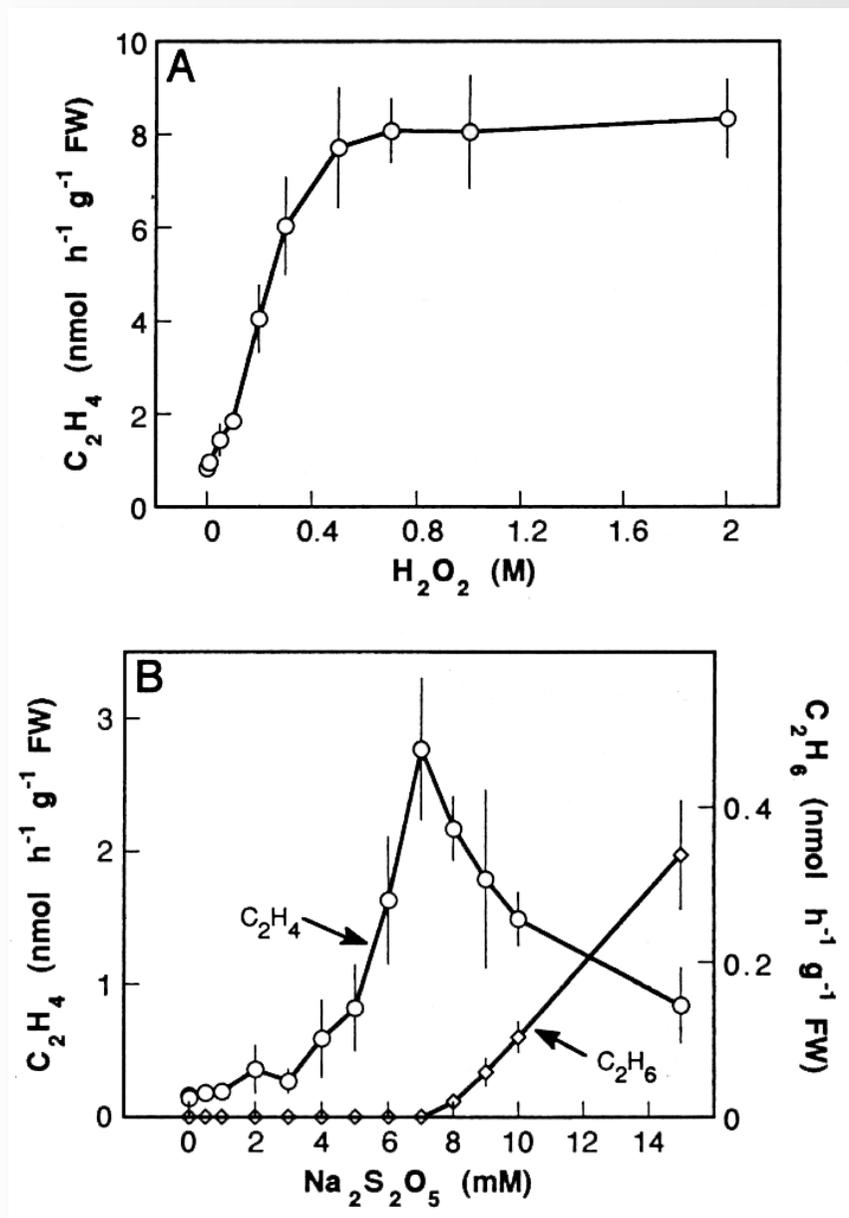 A
10
8
6
4
2
0
C₂H₄ (nmol h⁻¹ g⁻¹ FW)
0 0.4 0.8 1.2 1.6 2
H₂O₂ (M)
B
3
2
1
0
C₂H₄ (nmol h⁻¹ g⁻¹ FW)
C₂H₄
C₂H₆
0.4
0.2
0
C₂H₆ (nmol h⁻¹ g⁻¹ FW)
0 2 4 6 8 10 12 14
Na₂S₂O₅ (mM)